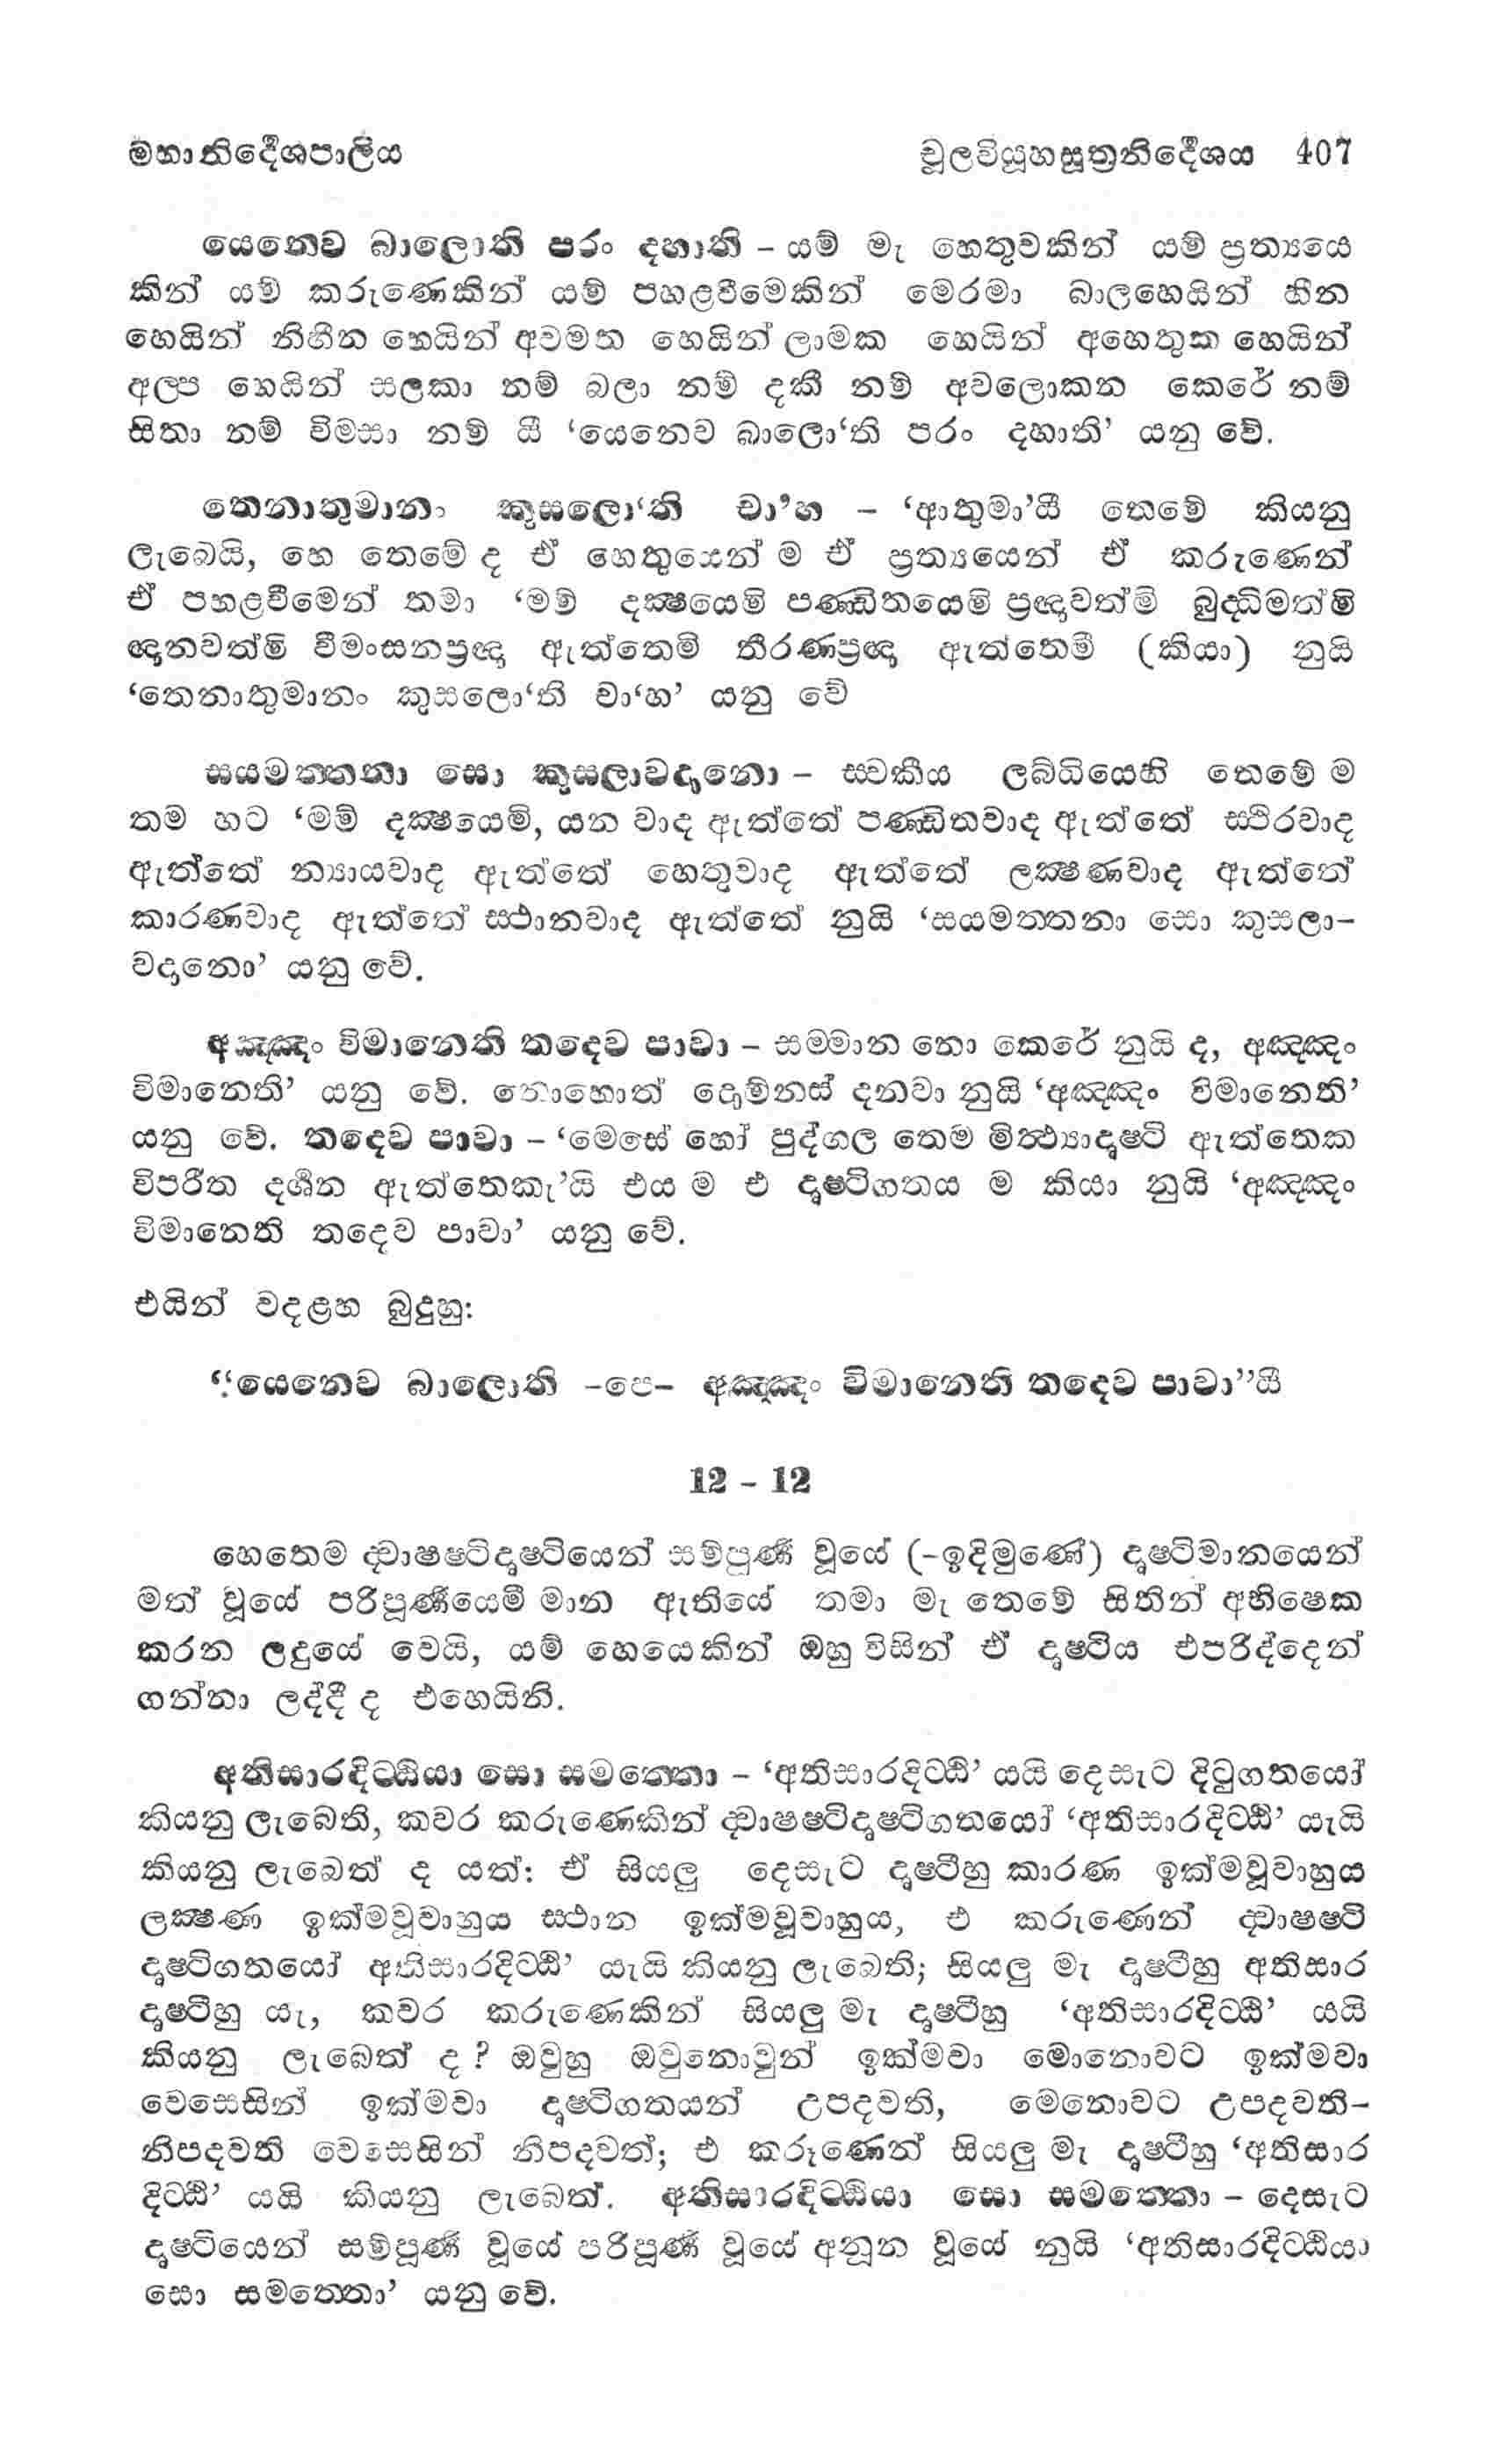 මහානිර්‍දේශපාලිය චූලවියූහසූත්‍රනිර්‍දේශය 407
යෙනෙව බාලොති පරං දහාති – යම් මැ හෙතුවකින් යම් ප්‍රත්‍යයෙ
කින් යම් කරුණෙකින් යම් පහළවීමෙකින් මෙරමා බාලහෙයින් හීන
හෙයින් නිහීන හෙයින් අවමත හෙයින් ලාමක හෙයින් අහෙතුක හෙයින්
අල්ප හෙයින් සලකා නම් බලා නම් දකී නම් අවලොකන කෙරේ නම්
සිතා නම් විමසා නම් යී ‘යෙනෙව බාලො‘ති පරං දහාති’ යනු වේ.
තෙනාතුමානං කුසලො‘ති චා’හ – ‘ආතුමා’යී තෙමේ කියනු
ලැබෙයි, හෙ තෙමේ ද ඒ හෙතුයෙන් ම ඒ ප්‍රත්‍යයෙන් ඒ කරුණෙන්
ඒ පහළවීමෙන් තමා ‘මම් දක්‍ෂයෙමි පණ්ඩිතයෙමි ප්‍රඥාවත්මි බුද්ධිමත්මි
ඥානවත්මි වීමංසනප්‍රඥා ඇත්තෙමි තීරණප්‍රඥා ඇත්තෙමී (කියා) නුයි
‘තෙනාතුමානං කුසලො‘ති චා‘හ’ යනු වේ
සයමත්තනා සො කුසලාවදානො – ස්වකීය ලබ්ධියෙහි තෙමේ ම
තම හට ‘මම් දක්‍ෂයෙමි, යන වාද ඇත්තේ පණ්ඩිතවාද ඇත්තේ ස්ථිරවාද
ඇත්තේ න්‍යායවාද ඇත්තේ හෙතුවාද ඇත්තේ ලක්‍ෂණවාද ඇත්තේ
කාරණවාද ඇත්තේ ස්ථානවාද ඇත්තේ නුයි ‘සයමත්තනා සො කුසලා–
වදානො’ යනු වේ.
අඤ්ඤං විමානෙති තදෙව පාවා – සම්මාන නො කෙරේ නුයි ද, අඤ්ඤං
විමානෙති’ යනු වේ. නොහොත් දොම්නස් දනවා නුයි ‘අඤ්ඤං විමානෙති’
යනු වේ. තදෙව පාවා – ‘මෙසේ හෝ පුද්ගල තෙම මිත්‍ථ්‍යාදෘෂ්ටි ඇත්තෙක
විපරීත දර්‍ශන ඇත්තෙකැ’යි එය ම එ දෘෂ්ටිගතය ම කියා නුයි ‘අඤ්ඤං
විමානෙති තදෙව පාවා’ යනු වේ.
එයින් වදළහ බුදුහු:
“යෙනෙව බාලොති –පෙ– අඤ්ඤං විමානෙති තදෙව පාවා”යී
12 – 12
හෙතෙම ද්වාෂෂ්ටිදෘෂ්ටියෙන් සම්පූර්‍ණ වූයේ (–ඉදිමුණේ) දෘෂ්ටිමානයෙන්
මත් වූයේ පරිපූර්‍ණයෙමී මාන ඇතියේ තමා මැ තෙමේ සිතින් අභිෂෙක
කරන ලදුයේ වෙයි, යම් හෙයෙකින් ඔහු විසින් ඒ දෘෂ්ටිය එපරිද්දෙන්
ගන්නා ලද්දී ද එහෙයිනි.
අතිසාරදිට්ඨියා සො සමත්තො – ‘අතිසාරදිට්ඨි’ යයි දෙසැට දිටුගතයෝ
කියනු ලැබෙති, කවර කරුණෙකින් ද්වාෂෂ්ටිදෘෂ්ටිගතයෝ ‘අතිසාරදිට්ඨි’ යැයි
කියනු ලැබෙත් ද යත්: ඒ සියලු දෙසැට දෘෂ්ටීහු කාරණ ඉක්මවූවාහුය
ලක්‍ෂණ ඉක්මවූවාහුය ස්ථාන ඉක්මවූවාහුය, එ කරුණෙන් ද්වාෂෂ්ටි
දෘෂ්ටිගතයෝ අතිසාරදිට්ඨි’ යැයි කියනු ලැබෙති; සියලු මැ දෘෂ්ටීහු අතිසාර
දෘෂ්ටීහු යැ, කවර කරුණෙකින් සියලු මැ දෘෂ්ටීහු ‘අතිසාරදිට්ඨි’ යයි
කියනු ලැබෙත් ද? ඔවුහු ඔවුනොවුන් ඉක්මවා මොනොවට ඉක්මවා
වෙසෙසින් ඉක්මවා දෘෂ්ටිගතයන් උපදවති, මෙනොවට උපදවති–
නිපදවති වෙසෙසින් නිපදවත්; එ කරුණෙන් සියලු මැ දෘෂ්ටීහු ‘අතිසාර
දිට්ඨි’ යයි කියනු ලැබෙත්. අතිසාරදිට්ඨියා සො සමත්තො – දෙසැට
දෘෂ්ටියෙන් සම්පූර්‍ණ වූයේ පරිපූර්‍ණ වූයේ අනූන වූයේ නුයි ‘අතිසාරදිට්ඨියා
සො සමත්තො’ යනු වේ.